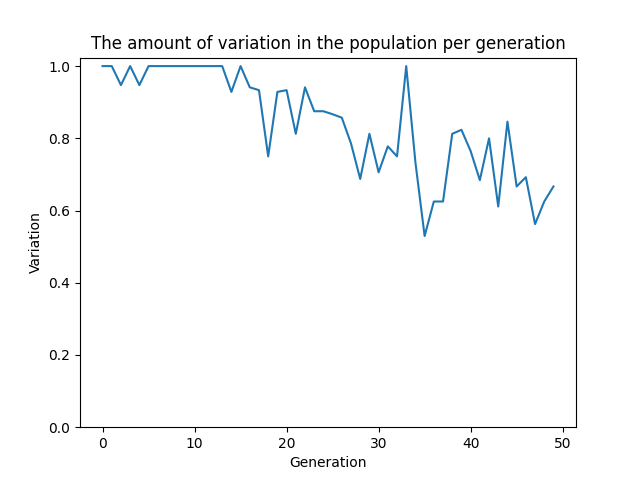 The amount of variation in the population per generation
1.0
0.8
0.6
0.4
0.2
0.0
Variation
0 10 20 30 40 50
Generation